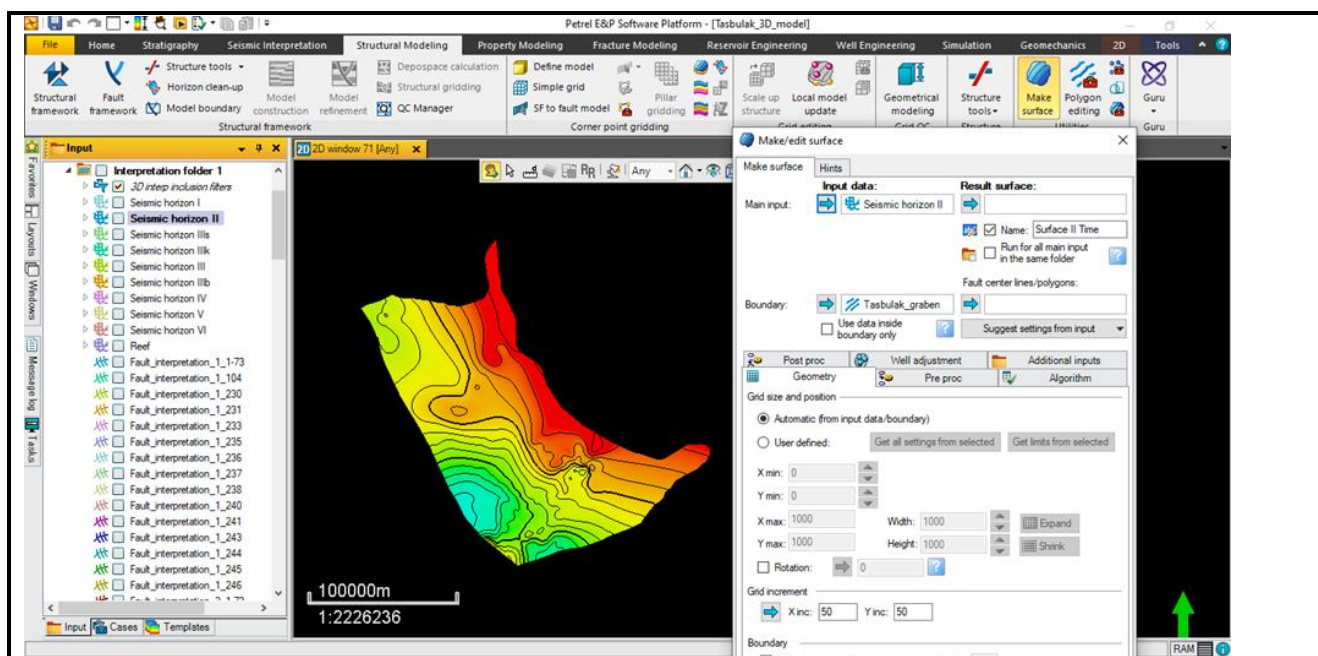 Petrel E&P Software Platform - [Tasbulak_3D_model]
File Home Stratigraphy Seismic Interpretation Structural Modeling Property Modeling Fracture Modeling Reservoir Engineering Well Engineering Simulation Geomechanics 2D Tools
Structural framework
Fault framework
Structure tools
Horizon clean-up
Model boundary
Model construction
Model refinement
Depospace calculation
Structural gridding
QC Manager
Define model
Simple grid
SF to fault model
Pillar gridding
Scale up structure
Local model update
Geometrical modeling
Structure tools
Make surface
Polygon editing
Guru
Structural framework
Corner point gridding
Grid editing
Grid QC
Structure
Utilities
Guru
Favorites
Layouts
Windows
Message log
Tasks
Input
Interpretation folder 1
3D interp inclusion filters
Seismic horizon I
Seismic horizon II
Seismic horizon IIIs
Seismic horizon IIIk
Seismic horizon III
Seismic horizon IIIb
Seismic horizon IV
Seismic horizon V
Seismic horizon VI
Reef
Fault_interpretation_1_1-73
Fault_interpretation_1_104
Fault_interpretation_1_230
Fault_interpretation_1_231
Fault_interpretation_1_233
Fault_interpretation_1_235
Fault_interpretation_1_236
Fault_interpretation_1_237
Fault_interpretation_1_238
Fault_interpretation_1_240
Fault_interpretation_1_241
Fault_interpretation_1_243
Fault_interpretation_1_244
Fault_interpretation_1_245
Fault_interpretation_1_246
Input Cases Templates
2D 2D window 71 [Any]
Any
100000m
1:2226236
Make/edit surface
Make surface Hints
Input data: Result surface:
Main input: Seismic horizon II
Name: Surface II Time
Run for all main input in the same folder
Fault center lines/polygons:
Boundary: Tasbulak_graben
Use data inside boundary only
Suggest settings from input
Post proc Well adjustment Additional inputs
Geometry Pre proc Algorithm
Grid size and position
Automatic (from input data/boundary)
User defined: Get all settings from selected Get limits from selected
X min: 0
Y min: 0
X max: 1000 Width: 1000 Expand
Y max: 1000 Height: 1000 Shrink
Rotation: 0
Grid increment
X inc: 50 Y inc: 50
Boundary
RAM